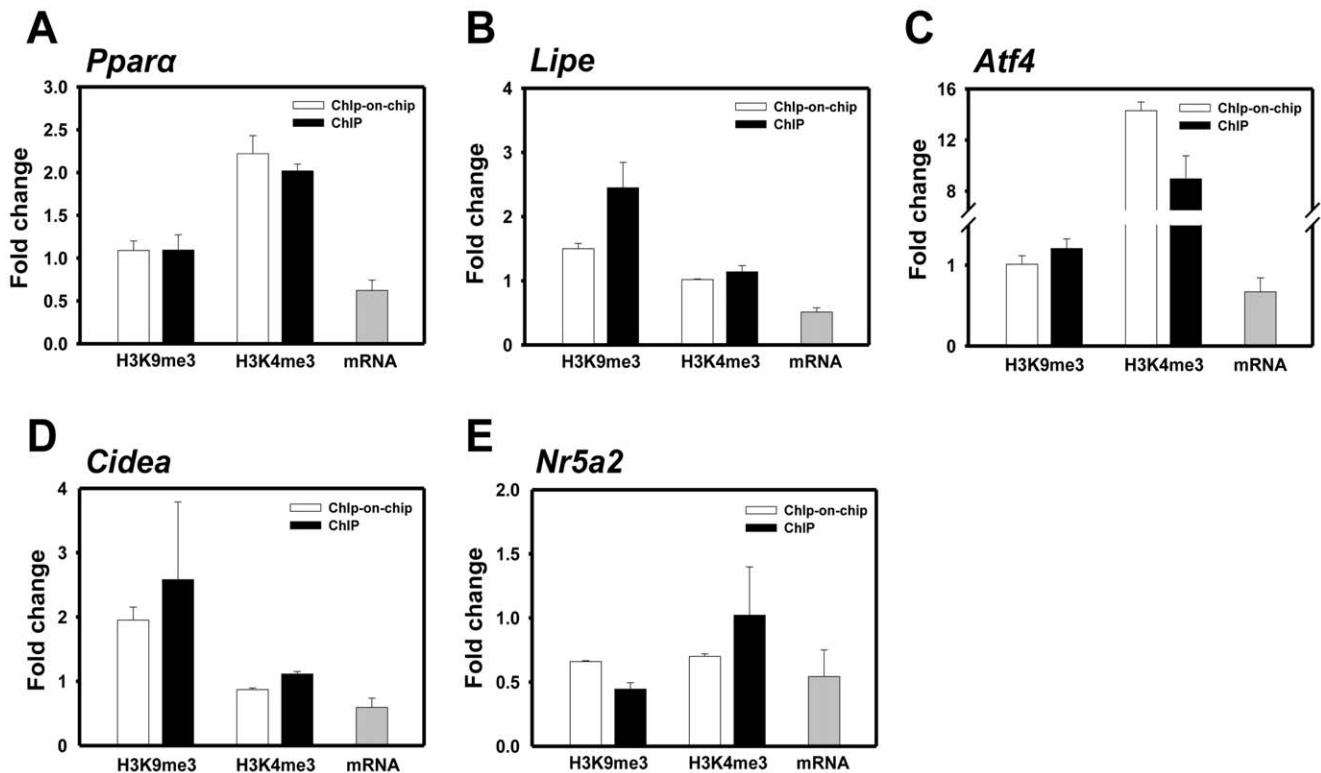 A
Pparα
Fold change
3.0
2.5
2.0
1.5
1.0
0.5
0.0
ChIp-on-chip
ChIP
H3K9me3 H3K4me3 mRNA
B
Lipe
Fold change
4
3
2
1
0
ChIp-on-chip
ChIP
H3K9me3 H3K4me3 mRNA
C
Atf4
Fold change
16
12
8
1
0
ChIp-on-chip
ChIP
H3K9me3 H3K4me3 mRNA
D
Cidea
Fold change
4
3
2
1
0
ChIp-on-chip
ChIP
H3K9me3 H3K4me3 mRNA
E
Nr5a2
Fold change
2.0
1.5
1.0
0.5
0.0
ChIp-on-chip
ChIP
H3K9me3 H3K4me3 mRNA